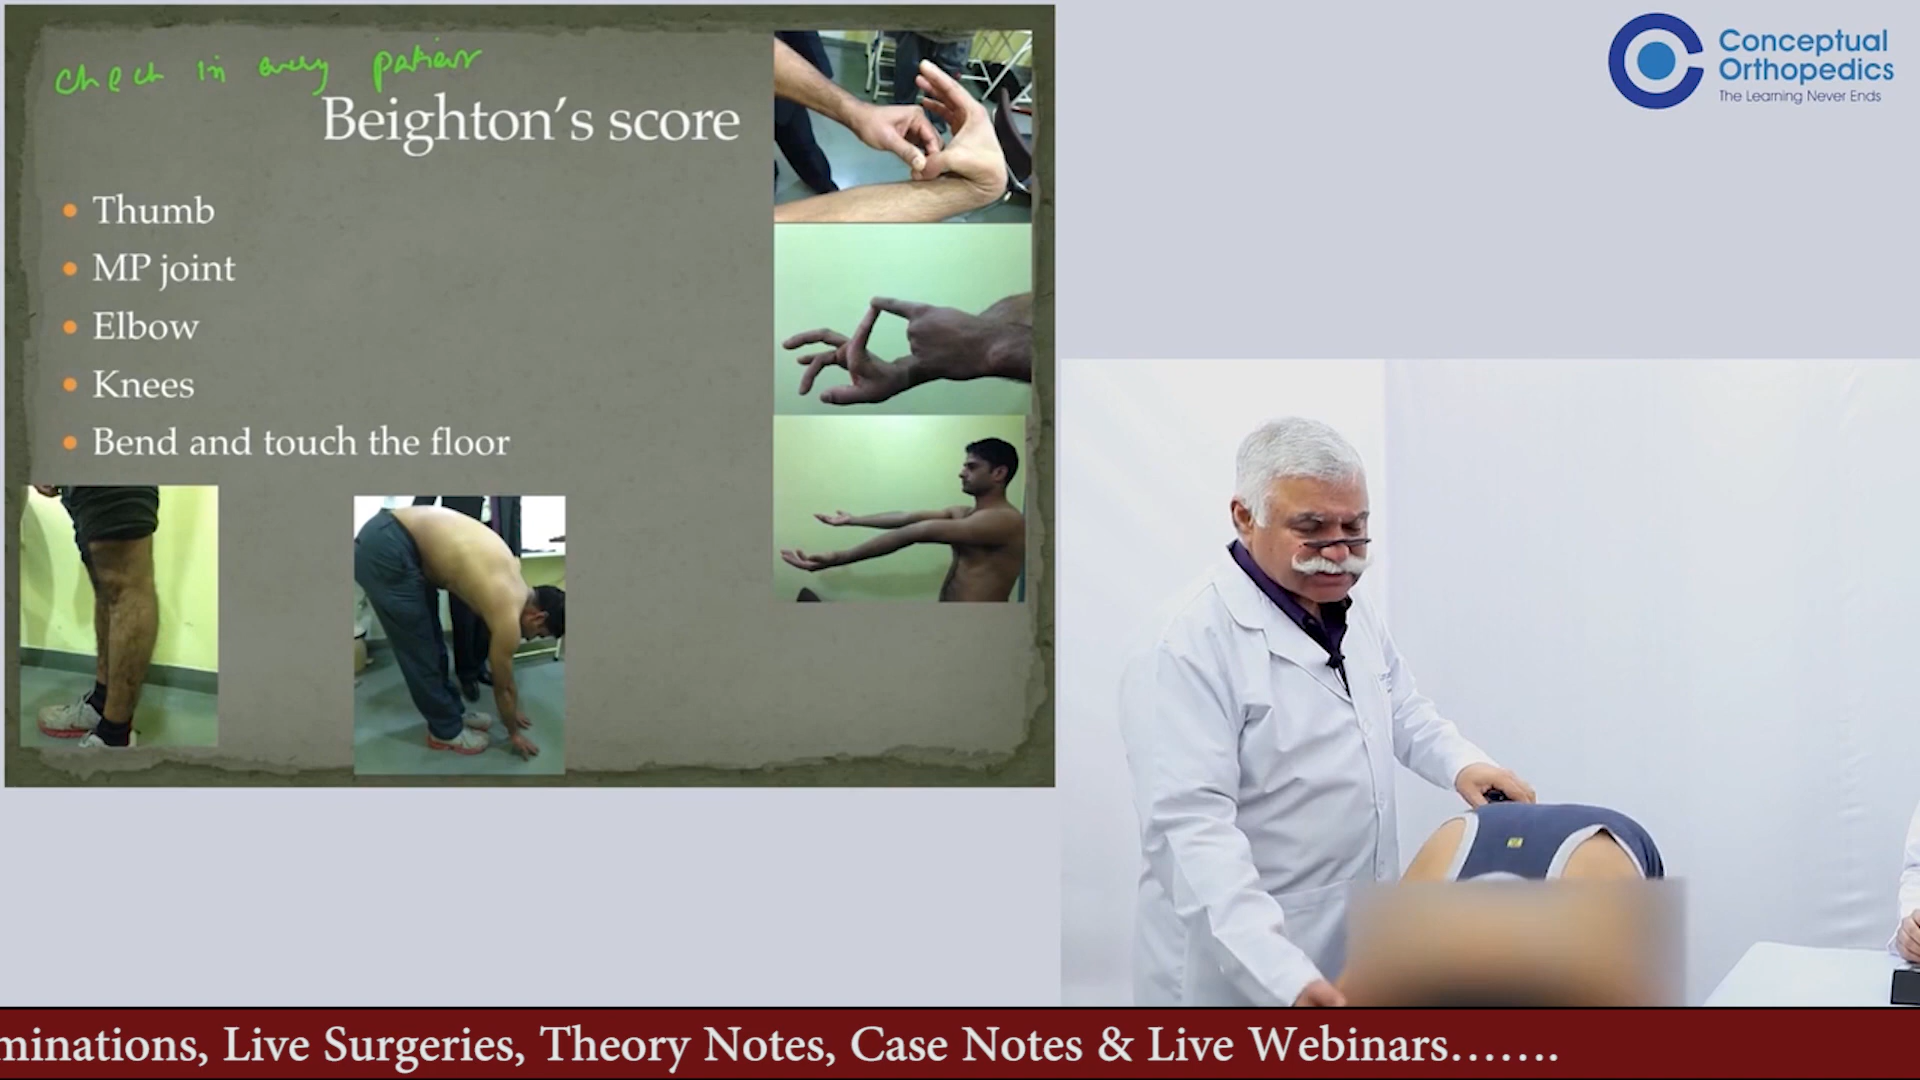 Check in every patient
Beighton's score
Thumb
MP joint
Elbow
Knees
Bend and touch the floor
Conceptual
Orthopedics
The Learning Never Ends
minations, Live Surgeries, Theory Notes, Case Notes & Live Webinars.......